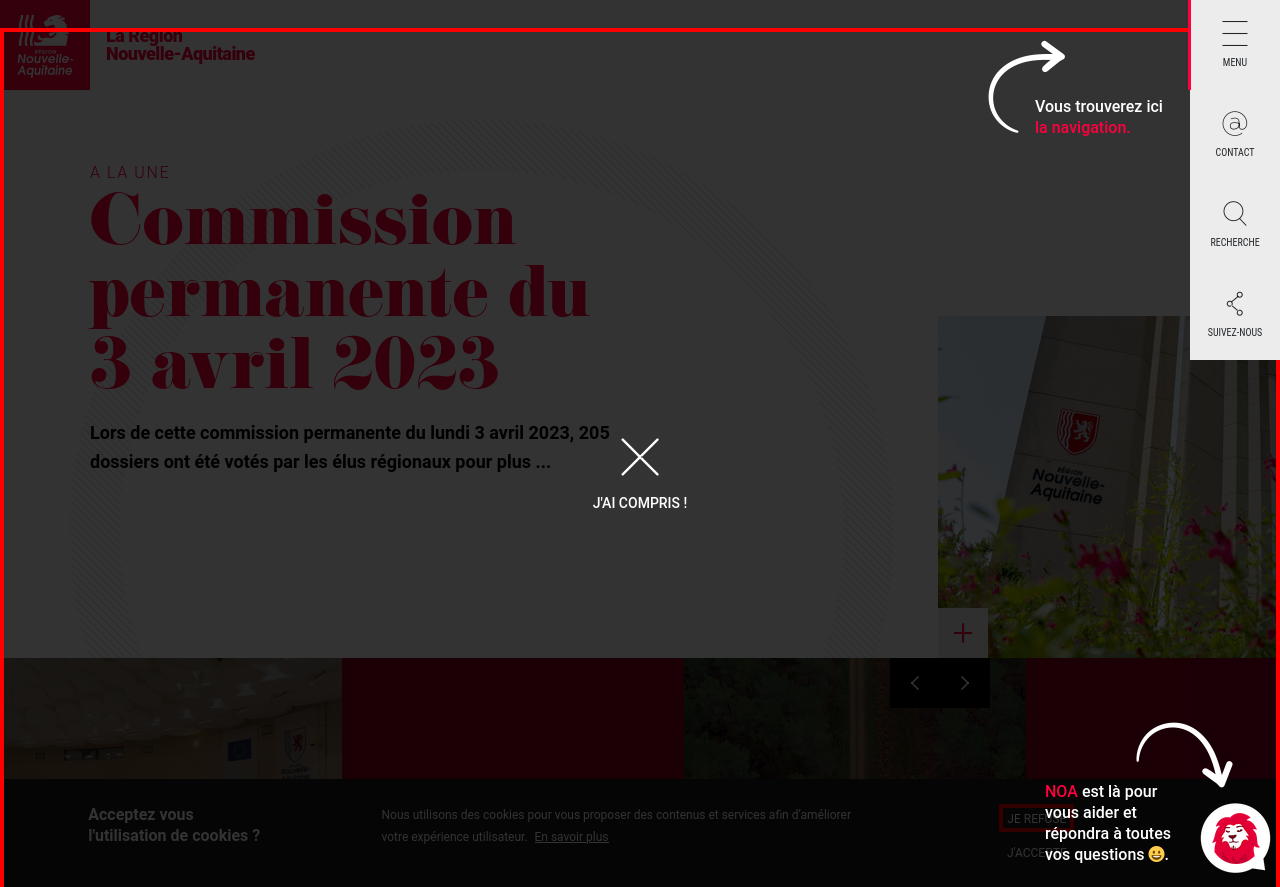 RÉGION
Nouvelle-
Aquitaine
La Région
Nouvelle-Aquitaine
MENU
Vous trouverez ici
la navigation.
CONTACT
A LA UNE
Commission
permanente du
3 avril 2023
RECHERCHE
SUIVEZ-NOUS
Lors de cette commission permanente du lundi 3 avril 2023, 205
dossiers ont été votés par les élus régionaux pour plus ...
RÉGION
Nouvelle-
Aquitaine
J'AI COMPRIS !
Acceptez vous
l'utilisation de cookies ?
Nous utilisons des cookies pour vous proposer des contenus et services afin d'améliorer
votre expérience utilisateur. En savoir plus
JE REFUSE
J'ACCEPTE
NOA est là pour
vous aider et
répondra à toutes
vos questions 😀.